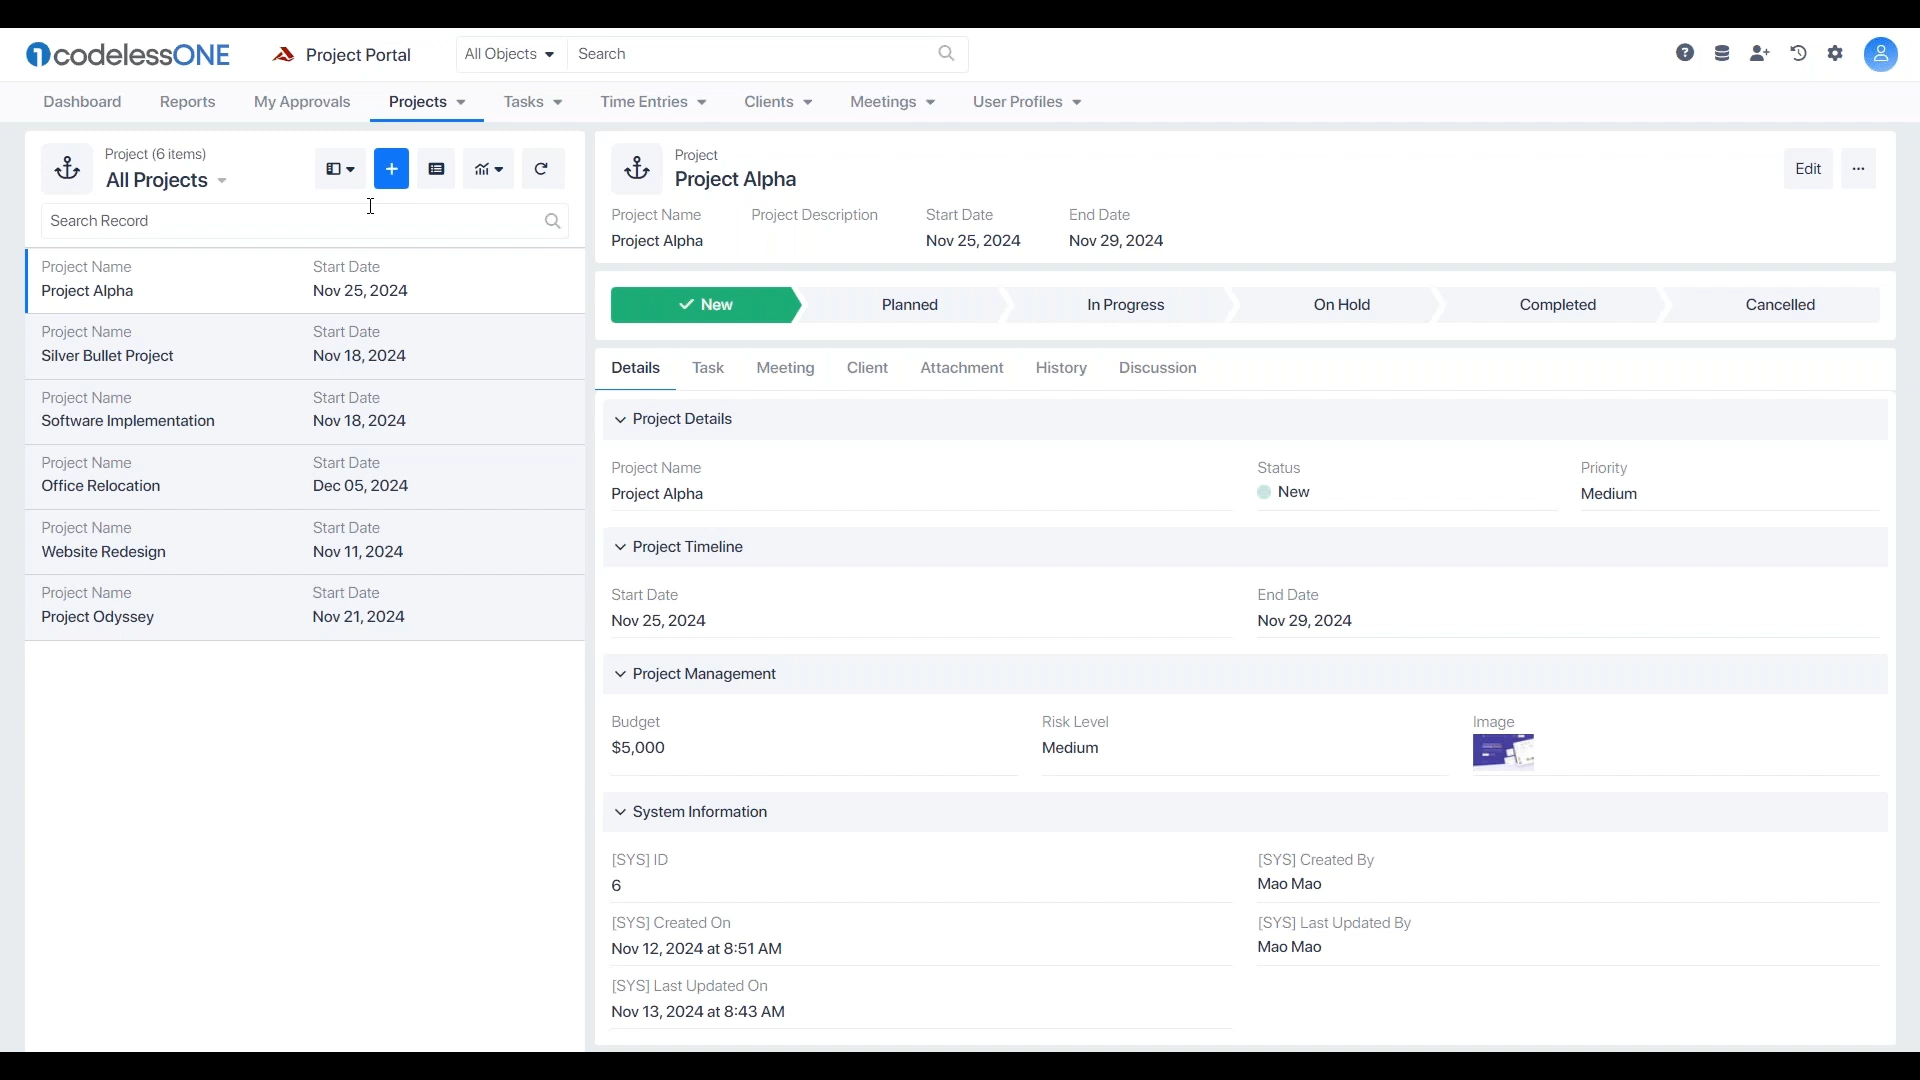 codelessONE Project Portal All Objects Search
Dashboard Reports My Approvals Projects Tasks Time Entries Clients Meetings User Profiles
Project (6 items)
All Projects
Search Record
Project Name Start Date
Project Alpha Nov 25, 2024
Project Name Start Date
Silver Bullet Project Nov 18, 2024
Project Name Start Date
Software Implementation Nov 18, 2024
Project Name Start Date
Office Relocation Dec 05, 2024
Project Name Start Date
Website Redesign Nov 11, 2024
Project Name Start Date
Project Odyssey Nov 21, 2024
Project
Project Alpha
Edit ...
Project Name Project Description Start Date End Date
Project Alpha Nov 25, 2024 Nov 29, 2024
New Planned In Progress On Hold Completed Cancelled
Details Task Meeting Client Attachment History Discussion
Project Details
Project Name Status Priority
Project Alpha New Medium
Project Timeline
Start Date End Date
Nov 25, 2024 Nov 29, 2024
Project Management
Budget Risk Level Image
$5,000 Medium
System Information
[SYS] ID [SYS] Created By
6 Mao Mao
[SYS] Created On [SYS] Last Updated By
Nov 12, 2024 at 8:51 AM Mao Mao
[SYS] Last Updated On
Nov 13, 2024 at 8:43 AM